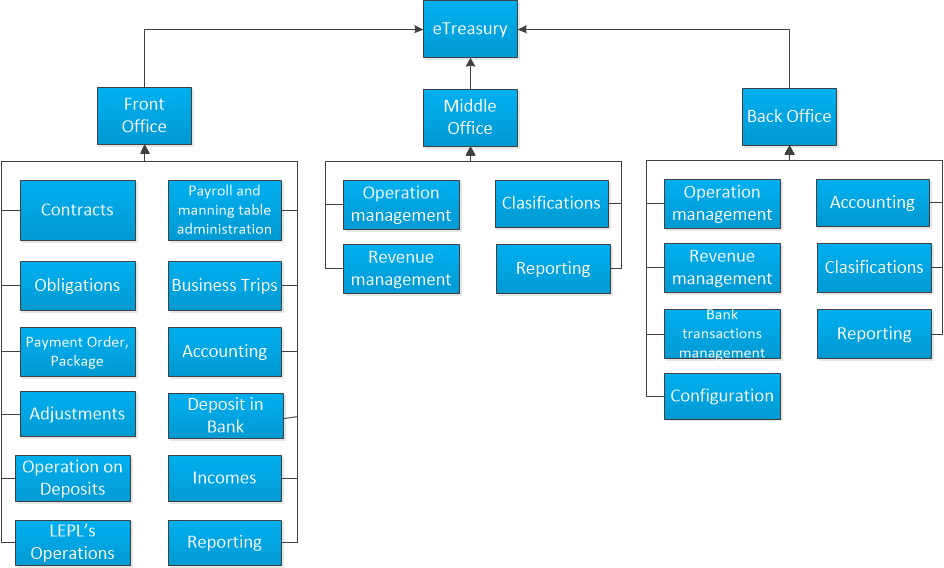 eTreasury
Front
Office
Middle
Office
Back Office
Contracts
Payroll and
manning table
administration
Obligations
Business Trips
Payment Order,
Package
Accounting
Adjustments
Deposit in
Bank
Operation on
Deposits
Incomes
LEPL's
Operations
Reporting
Operation
management
Clasifications
Revenue
management
Reporting
Operation
management
Accounting
Revenue
management
Clasifications
Bank
transactions
management
Reporting
Configuration